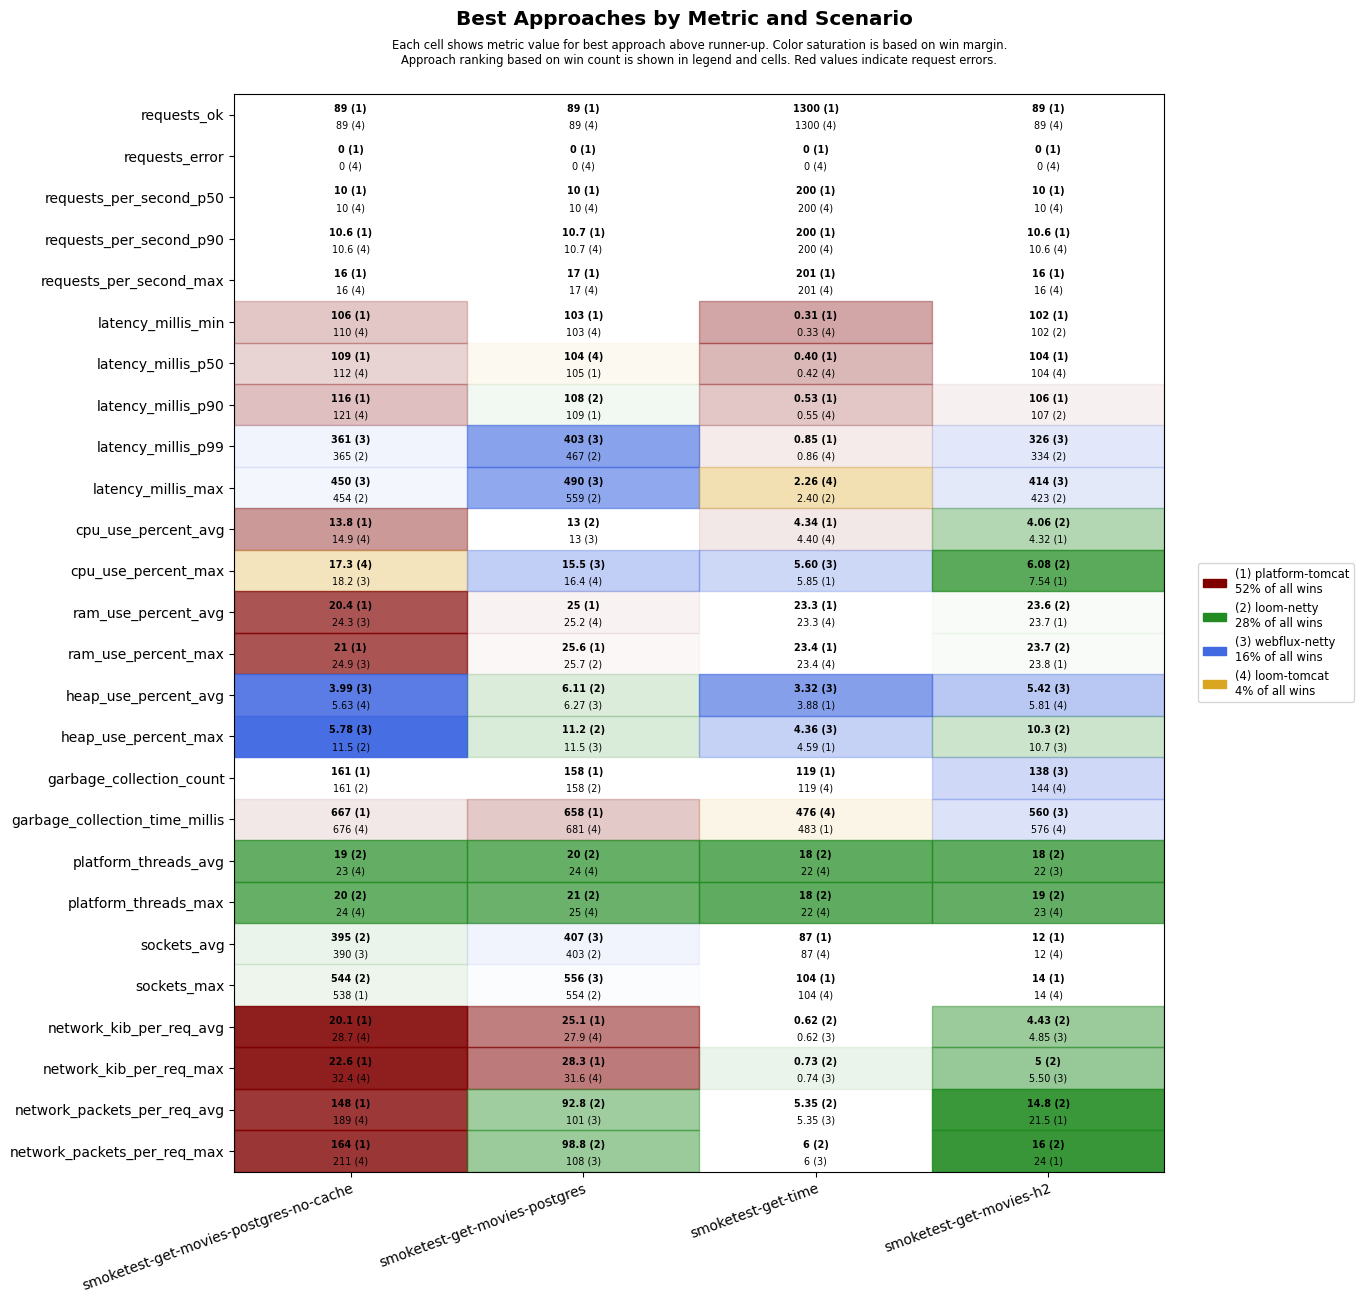 Best Approaches by Metric and Scenario
Each cell shows metric value for best approach above runner-up. Color saturation is based on win margin.
Approach ranking based on win count is shown in legend and cells. Red values indicate request errors.
requests_ok
89 (1) 89 (1) 1300 (1) 89 (1)
89 (4) 89 (4) 1300 (4) 89 (4)
requests_error
0 (1) 0 (1) 0 (1) 0 (1)
0 (4) 0 (4) 0 (4) 0 (4)
requests_per_second_p50
10 (1) 10 (1) 200 (1) 10 (1)
10 (4) 10 (4) 200 (4) 10 (4)
requests_per_second_p90
10.6 (1) 10.7 (1) 200 (1) 10.6 (1)
10.6 (4) 10.7 (4) 200 (4) 10.6 (4)
requests_per_second_max
16 (1) 17 (1) 201 (1) 16 (1)
16 (4) 17 (4) 201 (4) 16 (4)
latency_millis_min
106 (1) 103 (1) 0.31 (1) 102 (1)
110 (4) 103 (4) 0.33 (4) 102 (2)
latency_millis_p50
109 (1) 104 (4) 0.40 (1) 104 (1)
112 (4) 105 (1) 0.42 (4) 104 (4)
latency_millis_p90
116 (1) 108 (2) 0.53 (1) 106 (1)
121 (4) 109 (1) 0.55 (4) 107 (2)
latency_millis_p99
361 (3) 403 (3) 0.85 (1) 326 (3)
365 (2) 467 (2) 0.86 (4) 334 (2)
latency_millis_max
450 (3) 490 (3) 2.26 (4) 414 (3)
454 (2) 559 (2) 2.40 (2) 423 (2)
cpu_use_percent_avg
13.8 (1) 13 (2) 4.34 (1) 4.06 (2)
14.9 (4) 13 (3) 4.40 (4) 4.32 (1)
cpu_use_percent_max
17.3 (4) 15.5 (3) 5.60 (3) 6.08 (2)
18.2 (3) 16.4 (4) 5.85 (1) 7.54 (1)
ram_use_percent_avg
20.4 (1) 25 (1) 23.3 (1) 23.6 (2)
24.3 (3) 25.2 (4) 23.3 (4) 23.7 (1)
ram_use_percent_max
21 (1) 25.6 (1) 23.4 (1) 23.7 (2)
24.9 (3) 25.7 (2) 23.4 (4) 23.8 (1)
heap_use_percent_avg
3.99 (3) 6.11 (2) 3.32 (3) 5.42 (3)
5.63 (4) 6.27 (3) 3.88 (1) 5.81 (4)
heap_use_percent_max
5.78 (3) 11.2 (2) 4.36 (3) 10.3 (2)
11.5 (2) 11.5 (3) 4.59 (1) 10.7 (3)
garbage_collection_count
161 (1) 158 (1) 119 (1) 138 (3)
161 (2) 158 (2) 119 (4) 144 (4)
garbage_collection_time_millis
667 (1) 658 (1) 476 (4) 560 (3)
676 (4) 681 (4) 483 (1) 576 (4)
platform_threads_avg
19 (2) 20 (2) 18 (2) 18 (2)
23 (4) 24 (4) 22 (4) 22 (3)
platform_threads_max
20 (2) 21 (2) 18 (2) 19 (2)
24 (4) 25 (4) 22 (4) 23 (4)
sockets_avg
395 (2) 407 (3) 87 (1) 12 (1)
390 (3) 403 (2) 87 (4) 12 (4)
sockets_max
544 (2) 556 (3) 104 (1) 14 (1)
538 (1) 554 (2) 104 (4) 14 (4)
network_kib_per_req_avg
20.1 (1) 25.1 (1) 0.62 (2) 4.43 (2)
28.7 (4) 27.9 (4) 0.62 (3) 4.85 (3)
network_kib_per_req_max
22.6 (1) 28.3 (1) 0.73 (2) 5 (2)
32.4 (4) 31.6 (4) 0.74 (3) 5.50 (3)
network_packets_per_req_avg
148 (1) 92.8 (2) 5.35 (2) 14.8 (2)
189 (4) 101 (3) 5.35 (3) 21.5 (1)
network_packets_per_req_max
164 (1) 98.8 (2) 6 (2) 16 (2)
211 (4) 108 (3) 6 (3) 24 (1)
smoketest-get-movies-postgres-no-cache
smoketest-get-movies-postgres
smoketest-get-time
smoketest-get-movies-h2
(1) platform-tomcat
52% of all wins
(2) loom-netty
28% of all wins
(3) webflux-netty
16% of all wins
(4) loom-tomcat
4% of all wins